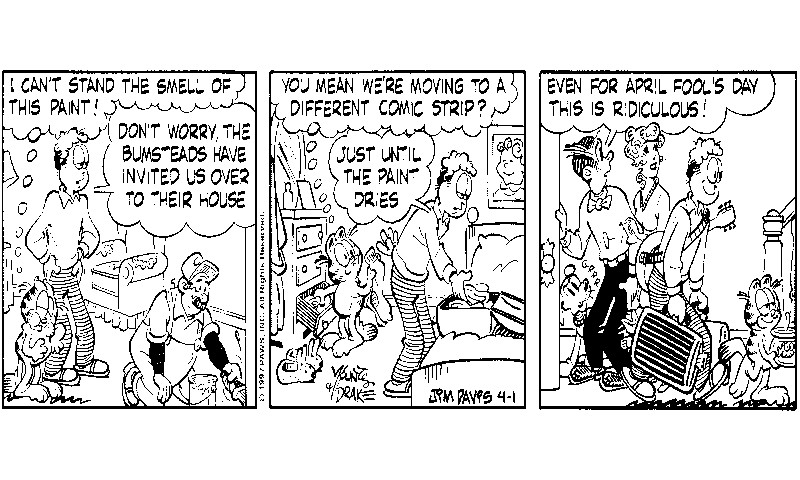 I CAN'T STAND THE SMELL OF
THIS PAINT!
DON'T WORRY, THE
BUMSTEADS HAVE
INVITED US OVER
TO THEIR HOUSE
YOU MEAN WE'RE MOVING TO A
DIFFERENT COMIC STRIP?
JUST UNTIL
THE PAINT
DRIES
YOUNG
& DRAKE
JIM DAVIS 4-1
EVEN FOR APRIL FOOL'S DAY
THIS IS RIDICULOUS!